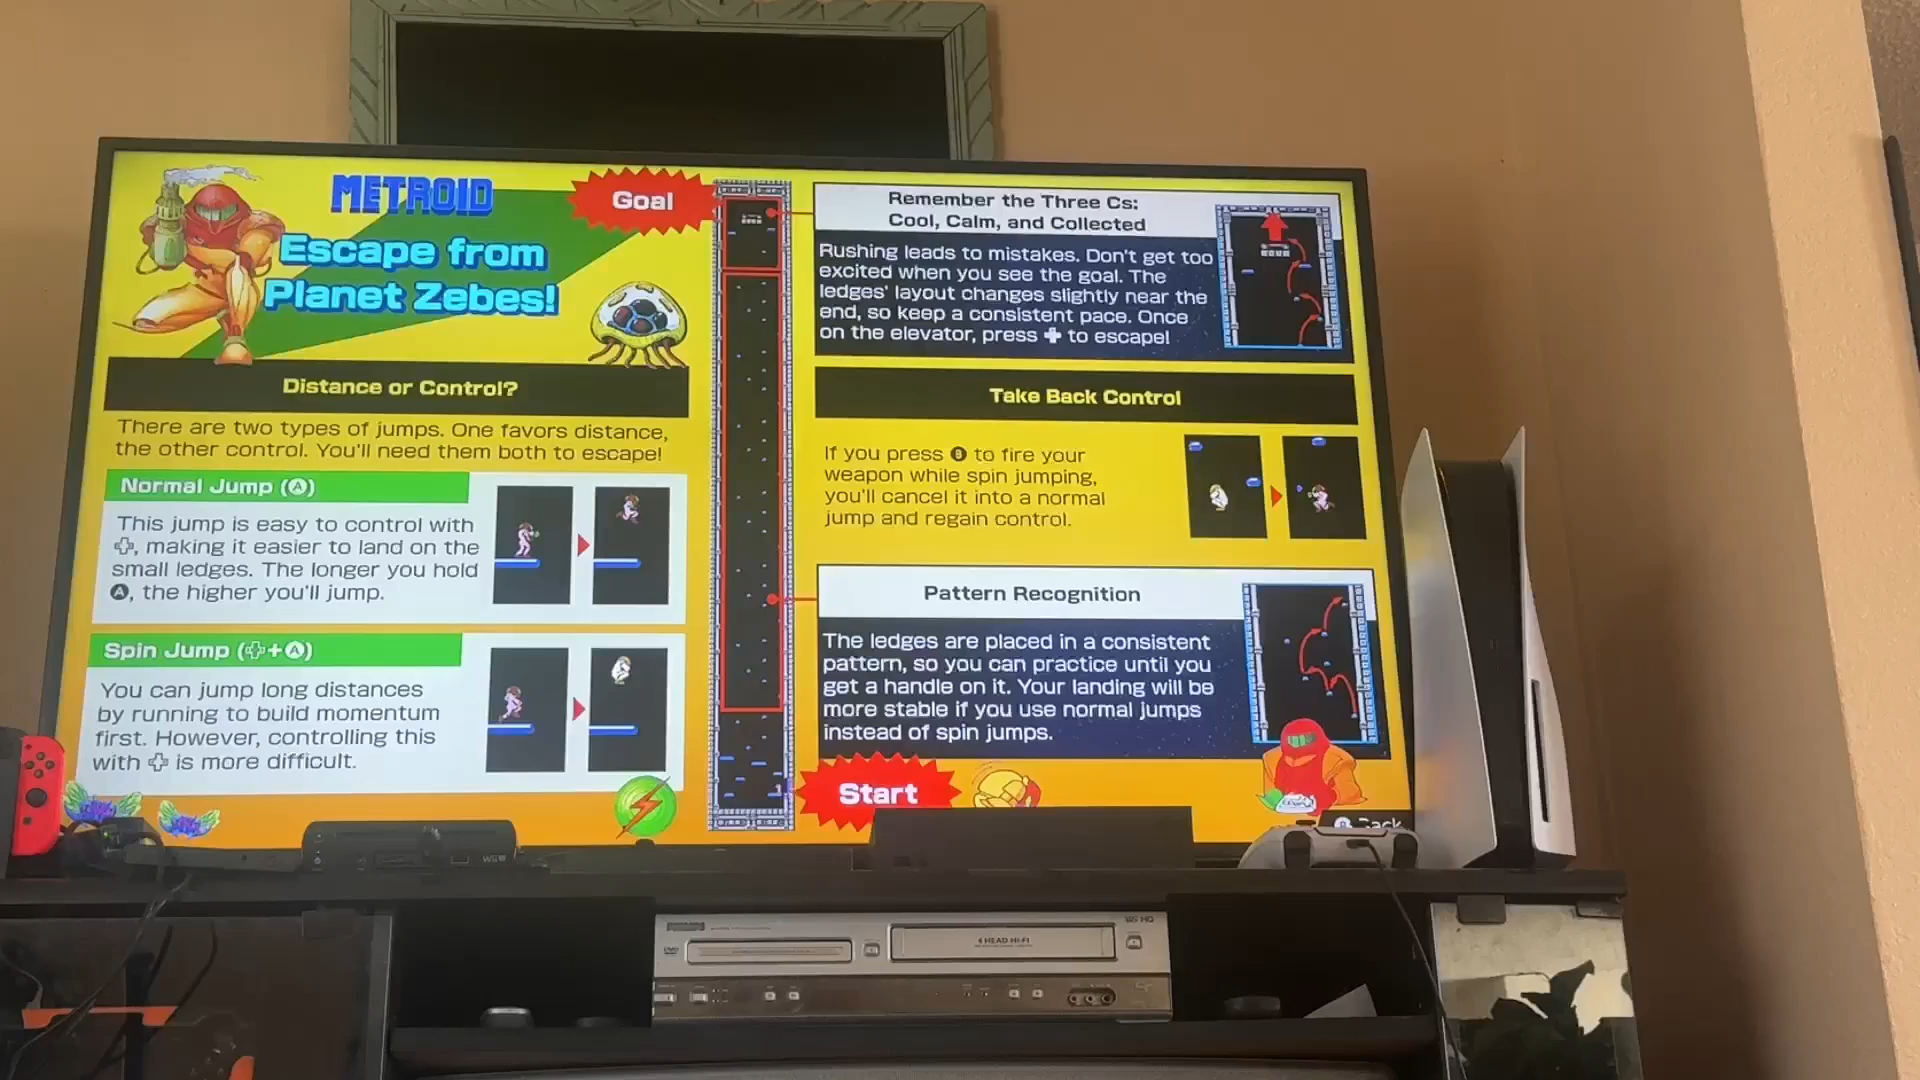 METROID
Escape from
Planet Zebes!
Goal
Distance or Control?
There are two types of jumps. One favors distance,
the other control. You'll need them both to escape!
Normal Jump (A)
This jump is easy to control with
, making it easier to land on the
small ledges. The longer you hold
A, the higher you'll jump.
Spin Jump (✚+A)
You can jump long distances
by running to build momentum
first. However, controlling this
with ✚ is more difficult.
Remember the Three Cs:
Cool, Calm, and Collected
Rushing leads to mistakes. Don't get too
excited when you see the goal. The
ledges' layout changes slightly near the
end, so keep a consistent pace. Once
on the elevator, press ✚ to escape!
Take Back Control
If you press B to fire your
weapon while spin jumping,
you'll cancel it into a normal
jump and regain control.
Pattern Recognition
The ledges are placed in a consistent
pattern, so you can practice until you
get a handle on it. Your landing will be
more stable if you use normal jumps
instead of spin jumps.
Start
Back
Wii U
DVD
4 HEAD HI-FI
VHS HQ